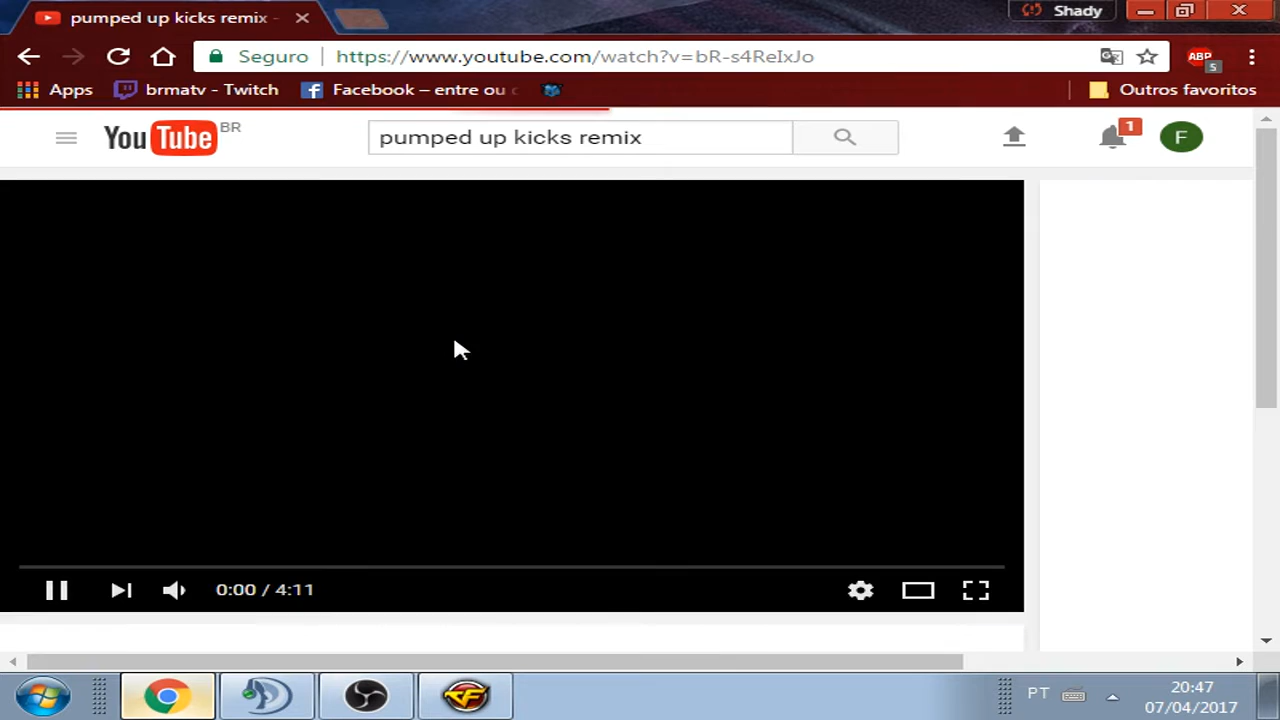 pumped up kicks remix -
Shady
Seguro
https://www.youtube.com/watch?v=bR-s4ReIxJo
ABP
5
Apps
brmatv - Twitch
Facebook – entre ou c
Outros favoritos
YouTube BR
pumped up kicks remix
1
F
0:00 / 4:11
PT
20:47
07/04/2017